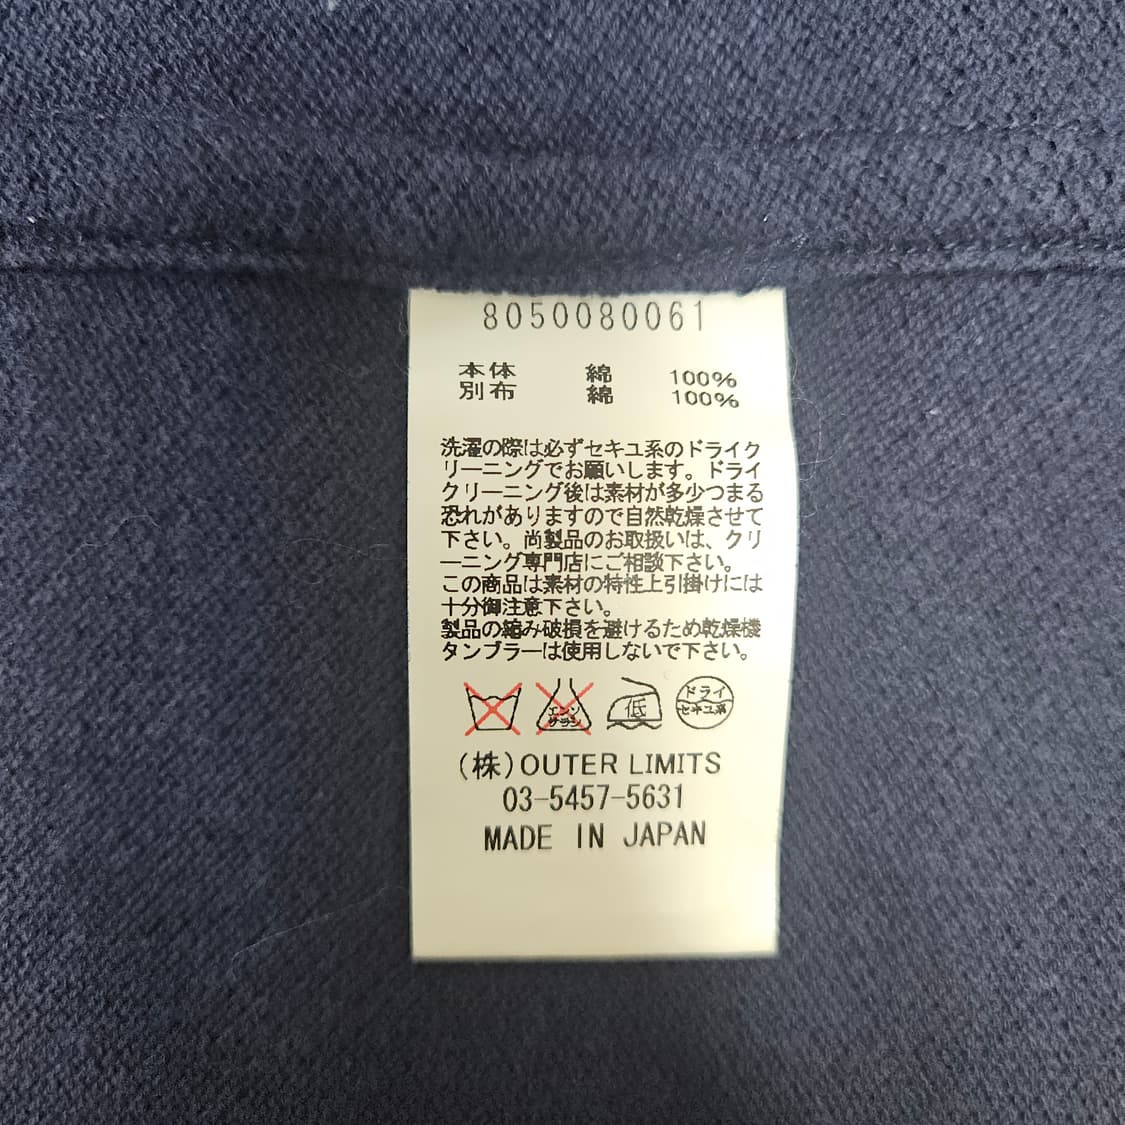 8050080061
本体 綿 100%
別布 綿 100%
洗濯の際は必ずセキユ系のドライク
リーニングでお願いします。ドライ
クリーニング後は素材が多少つまる
恐れがありますので自然乾燥させて
下さい。尚製品のお取扱いは、クリ
ーニング専門店にご相談下さい。
この商品は素材の特性上引掛けには
十分御注意下さい。
製品の縮み破損を避けるため乾燥機
タンブラーは使用しないで下さい。
エンソ サラシ 低 ドライ セキユ系
(株)OUTER LIMITS
03-5457-5631
MADE IN JAPAN